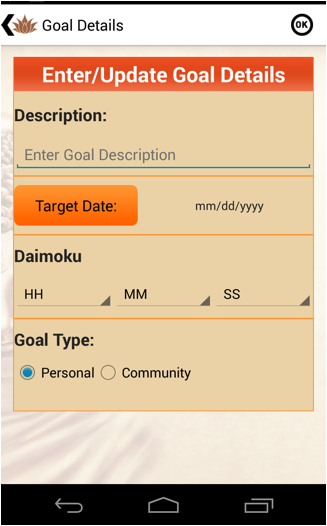 Goal Details
OK
Enter/Update Goal Details
Description:
Enter Goal Description
Target Date: mm/dd/yyyy
Daimoku
HH MM SS
Goal Type:
Personal Community